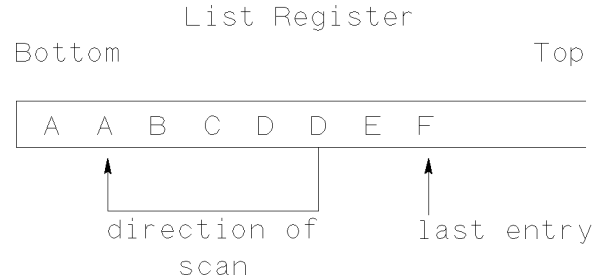 List Register
Bottom Top
A A B C D D E F
direction of last entry
scan